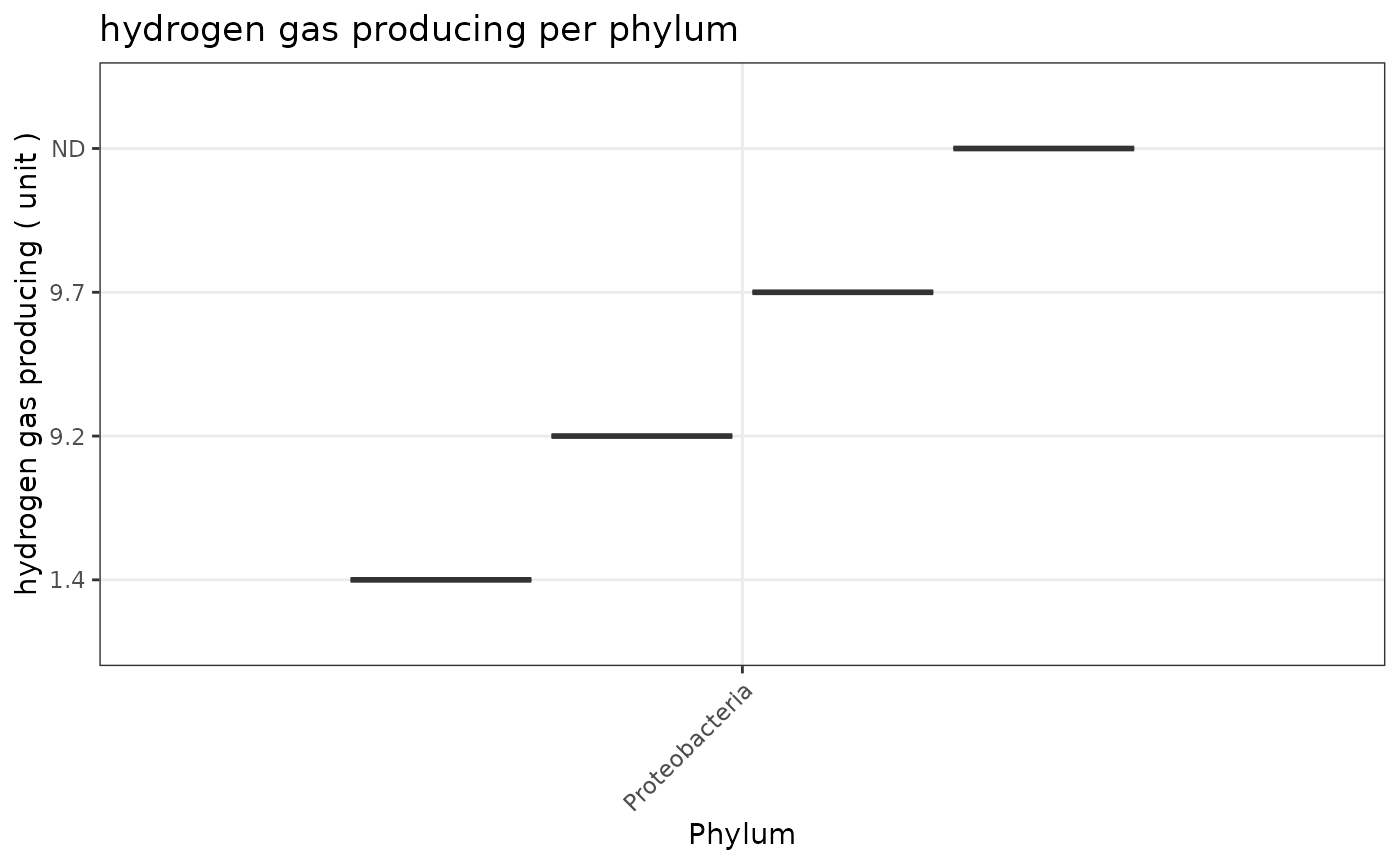 hydrogen gas producing per phylum
hydrogen gas producing ( unit )
ND
9.7
9.2
1.4
Proteobacteria
Phylum